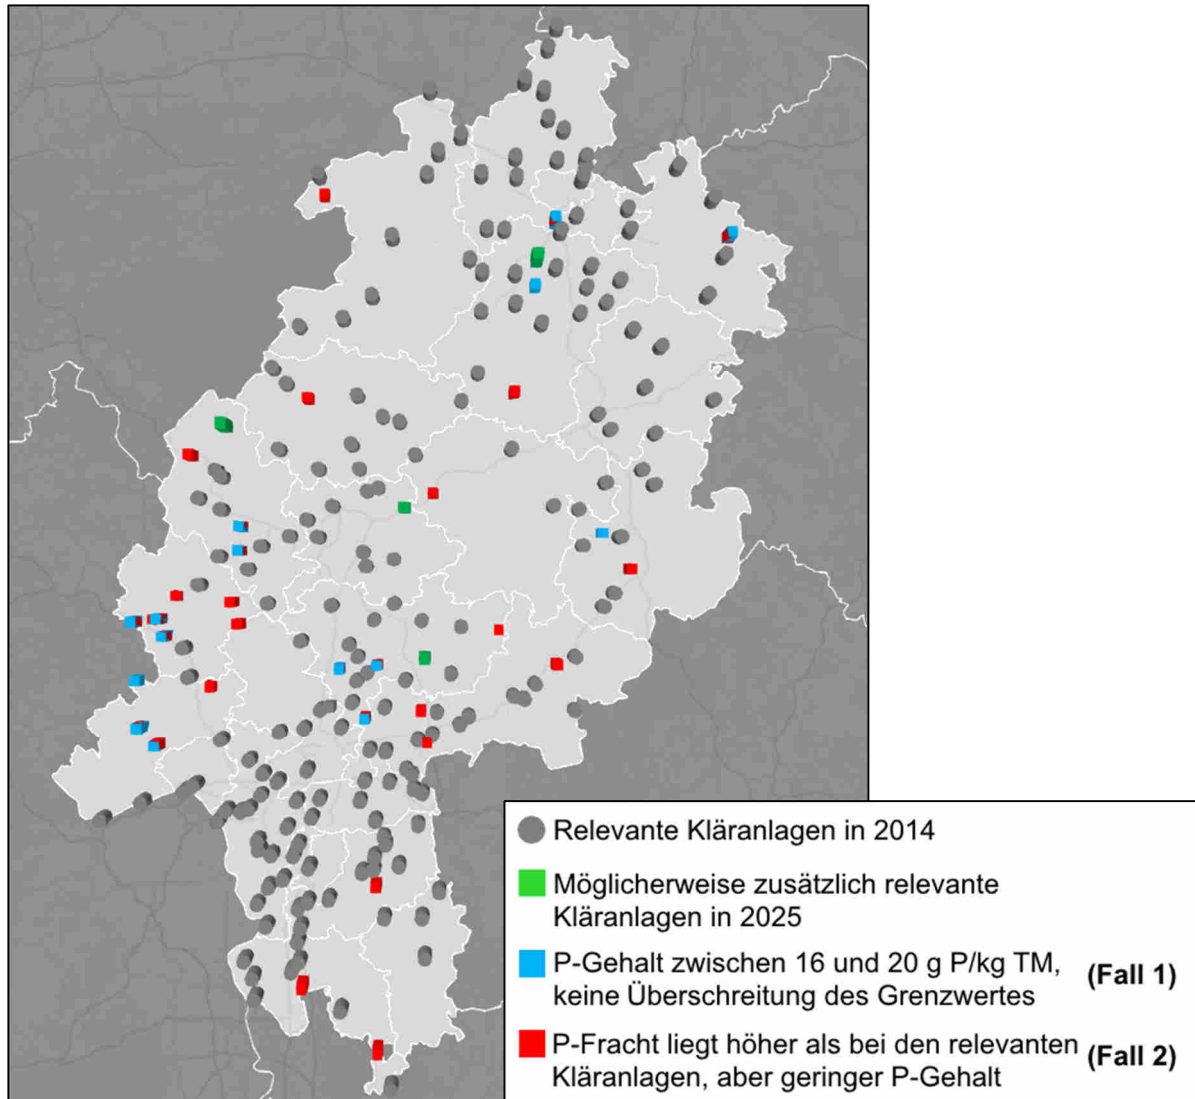 Relevante Kläranlagen in 2014
Möglicherweise zusätzlich relevante
Kläranlagen in 2025
P-Gehalt zwischen 16 und 20 g P/kg TM, (Fall 1)
keine Überschreitung des Grenzwertes
P-Fracht liegt höher als bei den relevanten (Fall 2)
Kläranlagen, aber geringer P-Gehalt